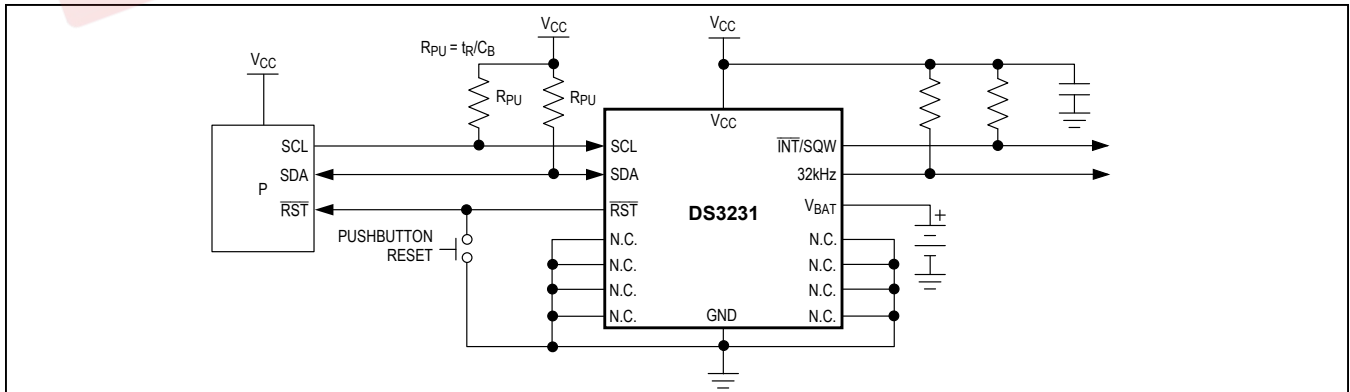 VCC
VCC
RPU = tR/CB
VCC
RPU
RPU
VCC
SCL
SCL
INT/SQW
SDA
SDA
32kHz
P
RST
RST
DS3231
VBAT
+
PUSHBUTTON
RESET
N.C.
N.C.
N.C.
N.C.
N.C.
N.C.
N.C.
N.C.
GND